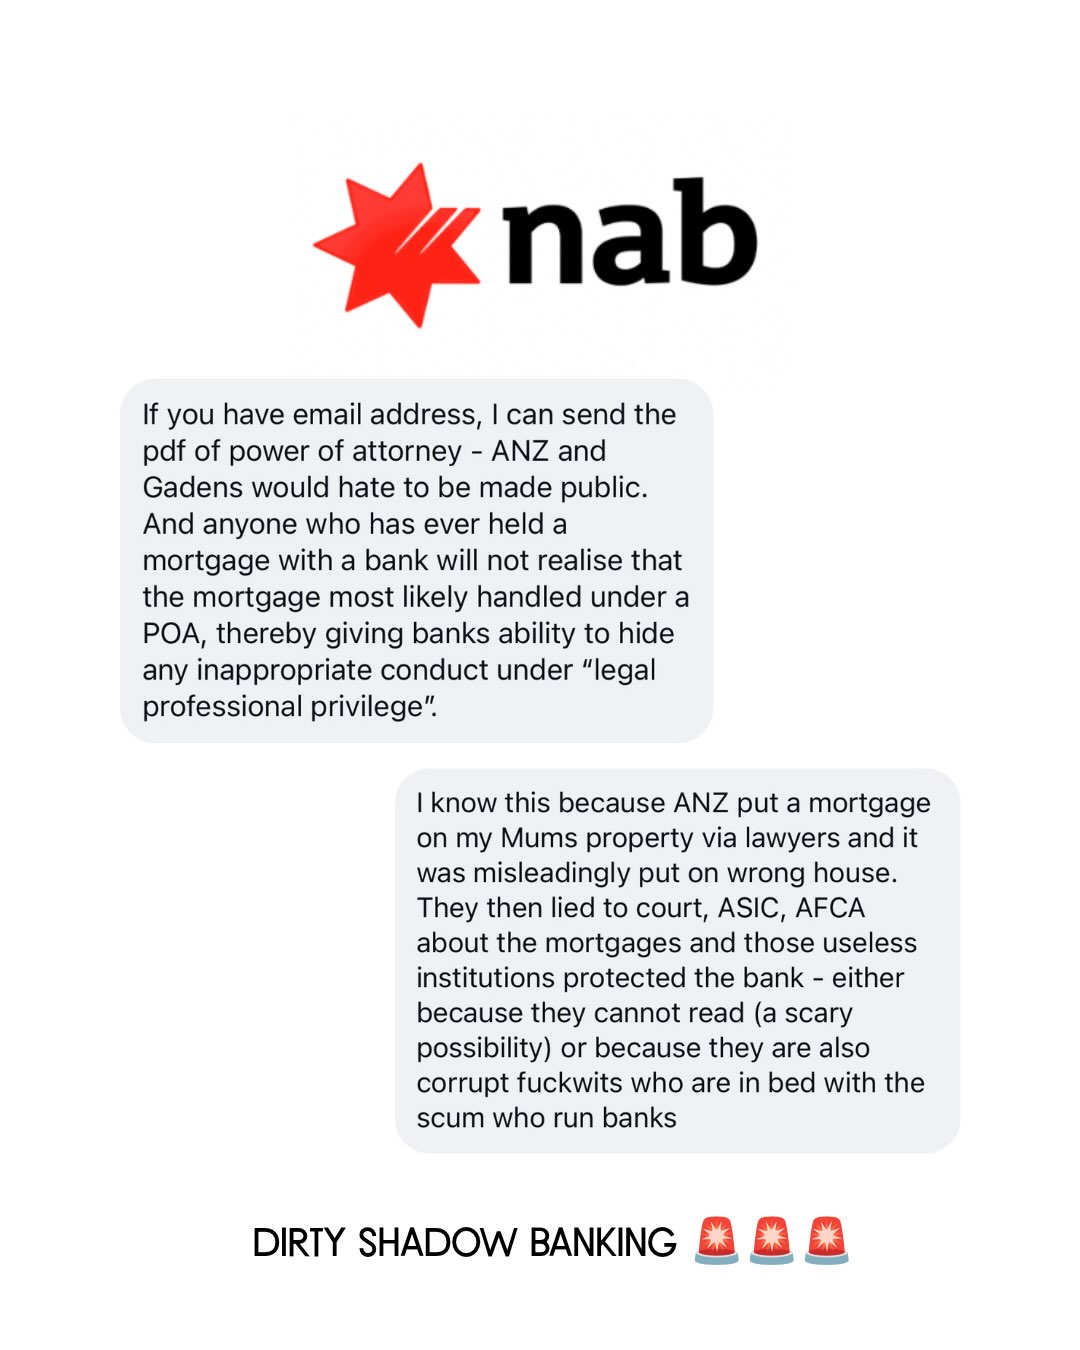 nab
If you have email address, I can send the
pdf of power of attorney - ANZ and
Gadens would hate to be made public.
And anyone who has ever held a
mortgage with a bank will not realise that
the mortgage most likely handled under a
POA, thereby giving banks ability to hide
any inappropriate conduct under “legal
professional privilege”.
I know this because ANZ put a mortgage
on my Mums property via lawyers and it
was misleadingly put on wrong house.
They then lied to court, ASIC, AFCA
about the mortgages and those useless
institutions protected the bank - either
because they cannot read (a scary
possibility) or because they are also
corrupt fuckwits who are in bed with the
scum who run banks
DIRTY SHADOW BANKING 🚨🚨🚨